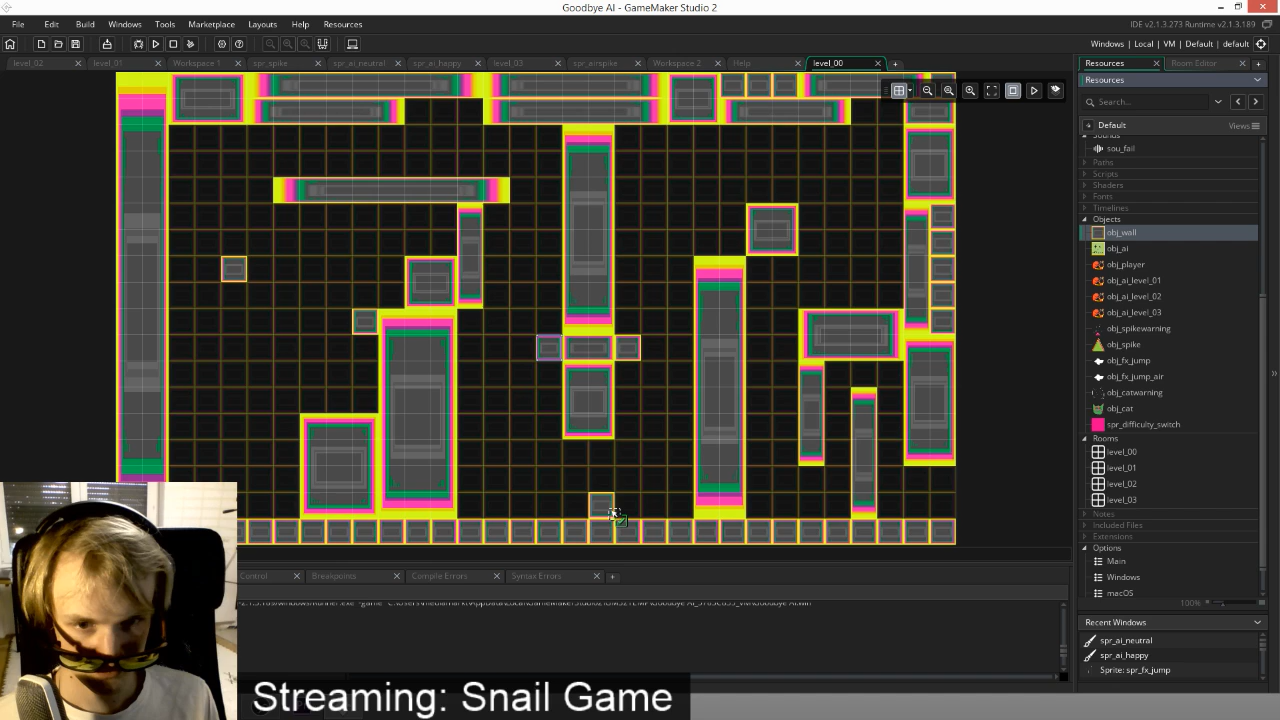 Goodbye AI - GameMaker Studio 2
File Edit Build Windows Tools Marketplace Layouts Help Resources
IDE v2.1.3.273 Runtime v2.1.3.189
Windows | Local | VM | Default | default
level_02 level_01 Workspace 1 spr_spike spr_ai_neutral spr_ai_happy level_03 spr_airspike Workspace 2 Help level_00
Resources Room Editor
Resources
Search...
Default Views
Sounds
sou_fail
Paths
Scripts
Shaders
Fonts
Timelines
Objects
obj_wall
obj_ai
obj_player
obj_ai_level_01
obj_ai_level_02
obj_ai_level_03
obj_spikewarning
obj_spike
obj_fx_jump
obj_fx_jump_air
obj_catwarning
obj_cat
spr_difficulty_switch
Rooms
level_00
level_01
level_02
level_03
Notes
Included Files
Extensions
Options
Main
Windows
macOS
100%
Control Breakpoints Compile Errors Syntax Errors
Recent Windows
spr_ai_neutral
spr_ai_happy
Sprite: spr_fx_jump
Streaming: Snail Game